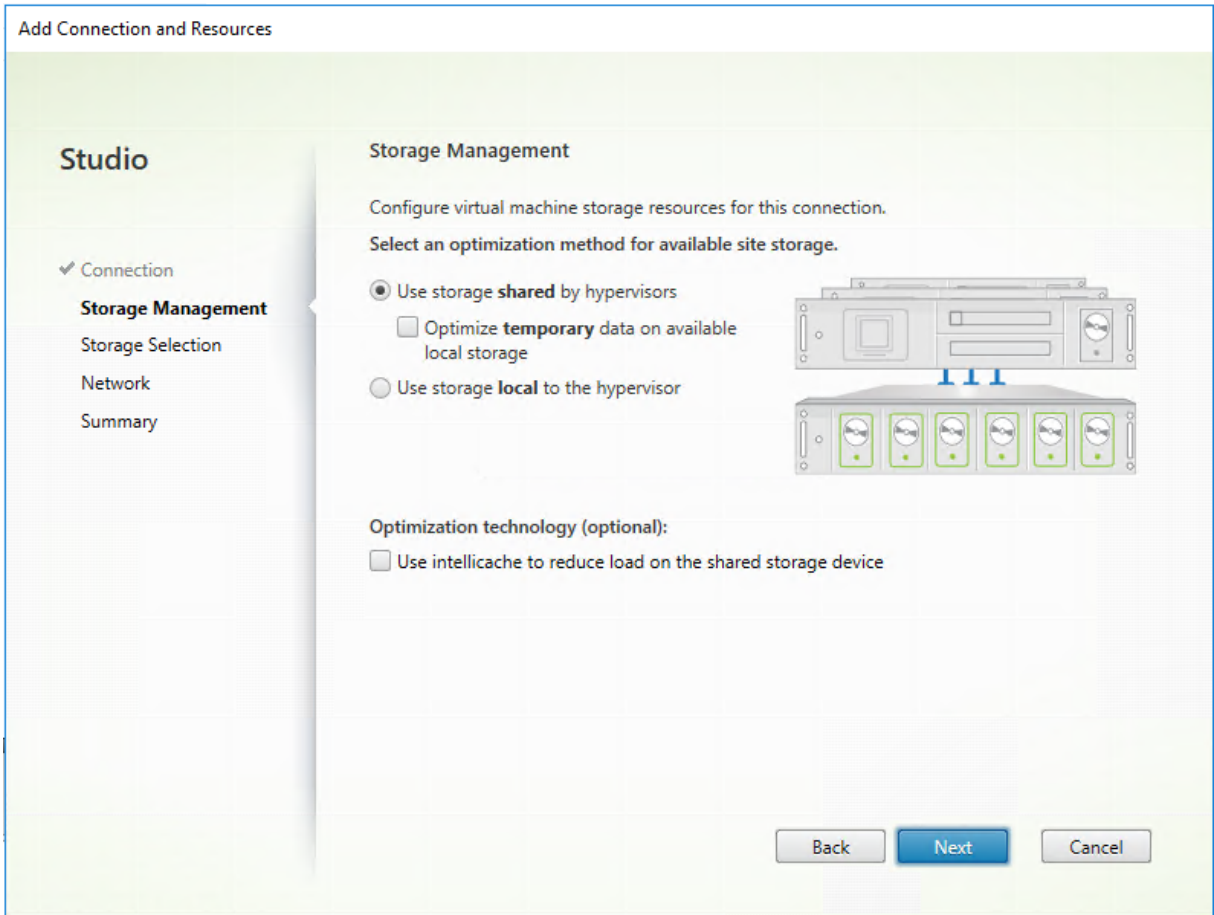 Add Connection and Resources
Studio
Connection
Storage Management
Storage Selection
Network
Summary
Storage Management
Configure virtual machine storage resources for this connection.
Select an optimization method for available site storage.
Use storage shared by hypervisors
Optimize temporary data on available
local storage
Use storage local to the hypervisor
Optimization technology (optional):
Use intellicache to reduce load on the shared storage device
Back
Next
Cancel